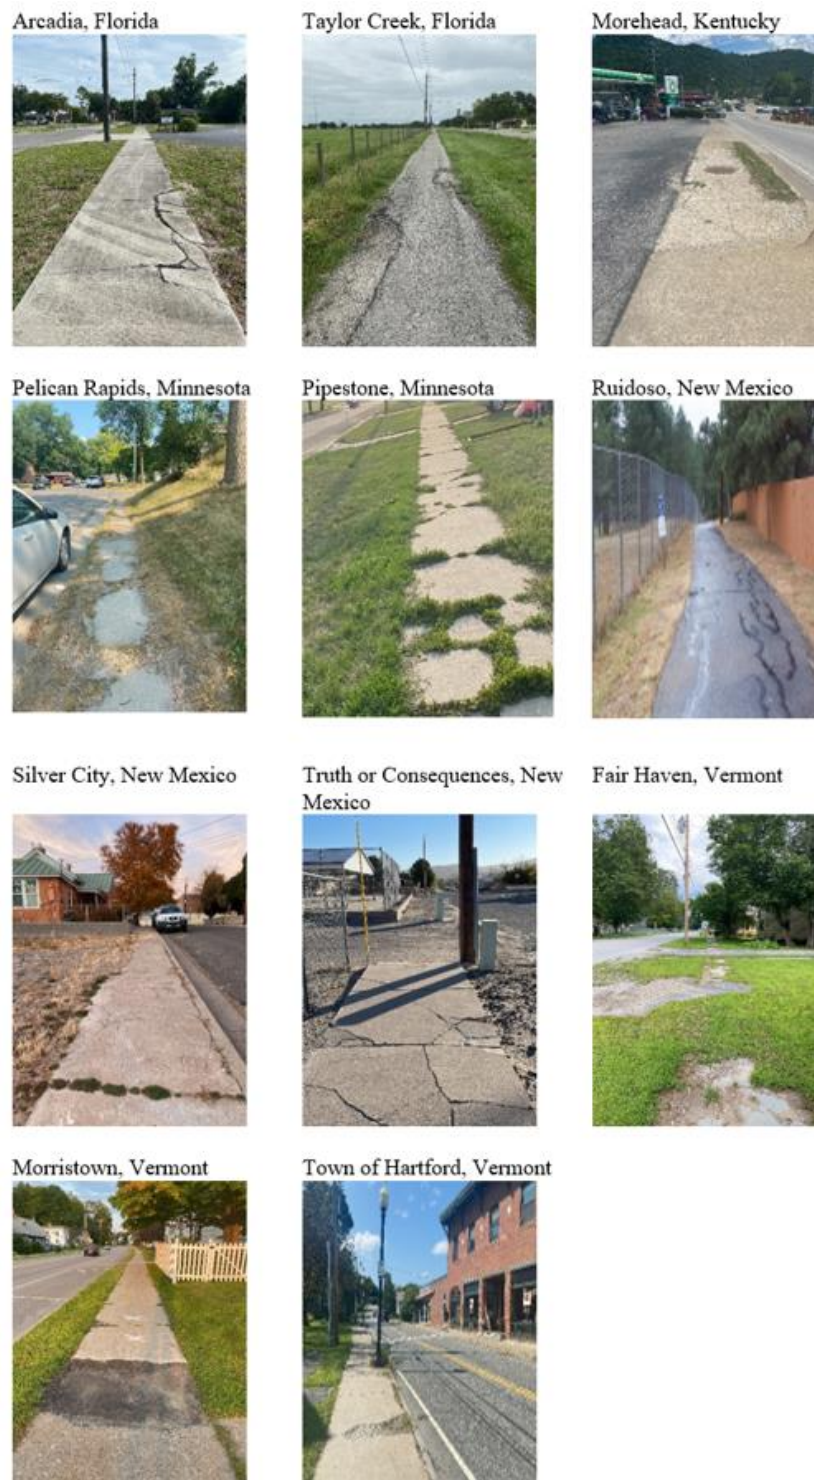 Arcadia, Florida
Taylor Creek, Florida
Morehead, Kentucky
Pelican Rapids, Minnesota
Pipestone, Minnesota
Ruidoso, New Mexico
Silver City, New Mexico
Truth or Consequences, New
Mexico
Fair Haven, Vermont
Morristown, Vermont
Town of Hartford, Vermont